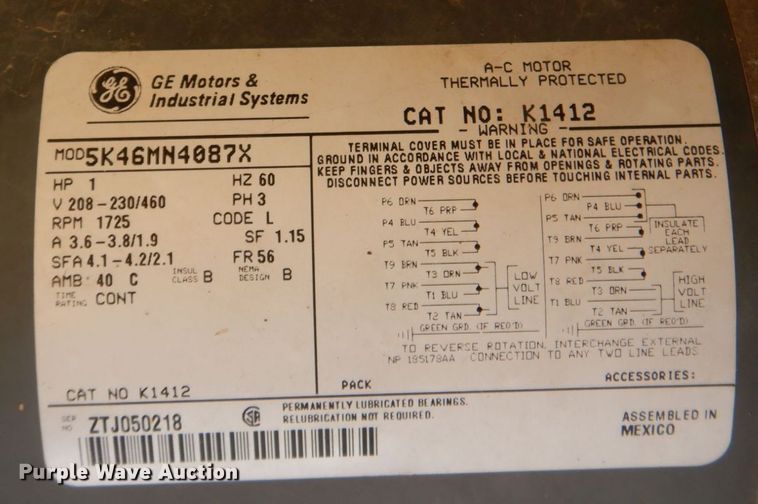 GE
GE Motors &
Industrial Systems
A-C MOTOR
THERMALLY PROTECTED
CAT NO: K1412
MOD 5K46MN4087X
- WARNING -
TERMINAL COVER MUST BE IN PLACE FOR SAFE OPERATION.
GROUND IN ACCORDANCE WITH LOCAL & NATIONAL ELECTRICAL CODES.
KEEP FINGERS & OBJECTS AWAY FROM OPENINGS & ROTATING PARTS.
DISCONNECT POWER SOURCES BEFORE TOUCHING INTERNAL PARTS.
HP 1 HZ 60
V 208-230/460 PH 3
RPM 1725 CODE L
A 3.6-3.8/1.9 SF 1.15
SFA 4.1-4.2/2.1 FR 56
AMB 40 C INSUL CLASS B NEMA DESIGN B
TIME RATING CONT
P6 ORN
T6 PRP
P4 BLU
T4 YEL
P5 TAN
T5 BLK
T9 BRN
T3 ORN
T7 PNK
T1 BLU
T8 RED
T2 TAN
LOW
VOLT
LINE
GREEN GRD. (IF REQ'D)
P6 ORN
P4 BLU
P5 TAN
T6 PRP
T9 BRN
T4 YEL
T7 PNK
T5 BLK
T8 RED
T3 ORN
T1 BLU
T2 TAN
INSULATE
EACH
LEAD
SEPARATELY
HIGH
VOLT
LINE
GREEN GRD. (IF REQ'D)
TO REVERSE ROTATION, INTERCHANGE EXTERNAL
NP 195178AA CONNECTION TO ANY TWO LINE LEADS.
PACK
ACCESSORIES:
CAT NO K1412
SER NO ZTJ050218
PERMANENTLY LUBRICATED BEARINGS.
RELUBRICATION NOT REQUIRED.
ASSEMBLED IN
MEXICO
Purple Wave Auction